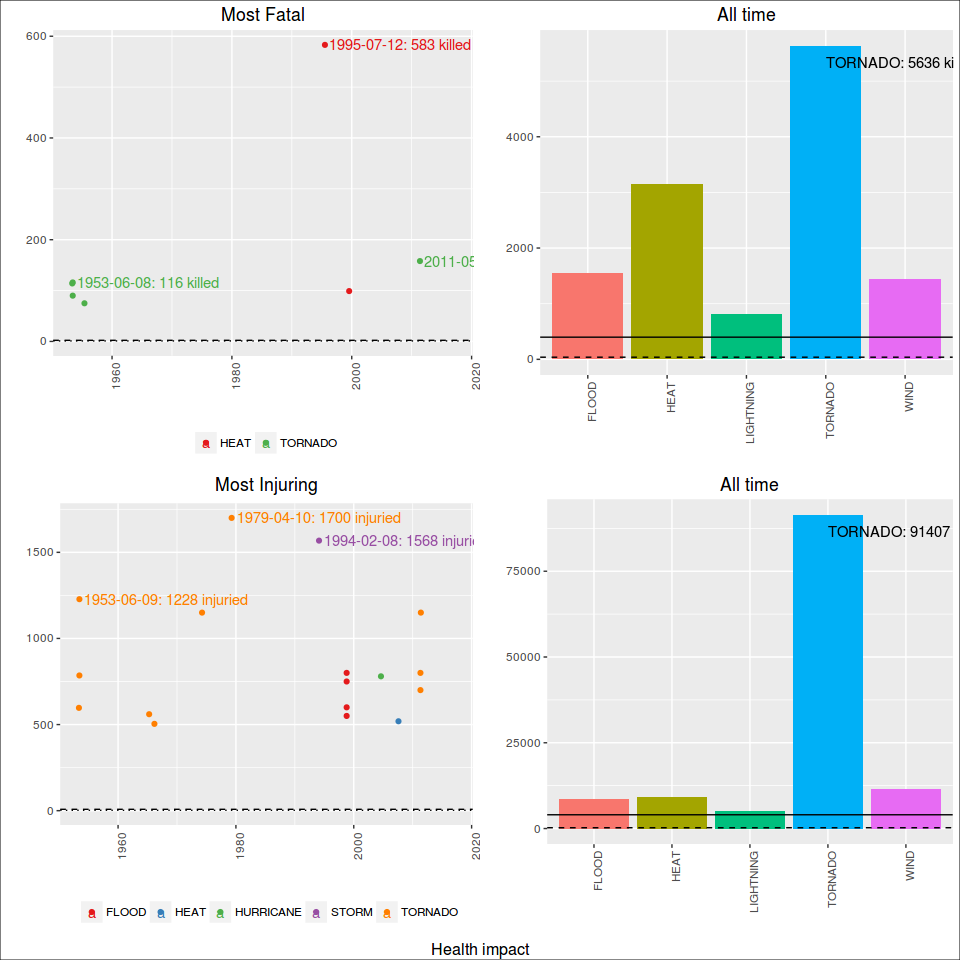 Most Fatal
600
400
200
0
1995-07-12: 583 killed
2011-05
1953-06-08: 116 killed
1960
1980
2000
2020
HEAT
TORNADO
All time
4000
2000
0
TORNADO: 5636 ki
FLOOD
HEAT
LIGHTNING
TORNADO
WIND
Most Injuring
1500
1000
500
0
1979-04-10: 1700 injuried
1994-02-08: 1568 injurie
1953-06-09: 1228 injuried
1960
1980
2000
2020
FLOOD
HEAT
HURRICANE
STORM
TORNADO
All time
75000
50000
25000
0
TORNADO: 91407
FLOOD
HEAT
LIGHTNING
TORNADO
WIND
Health impact